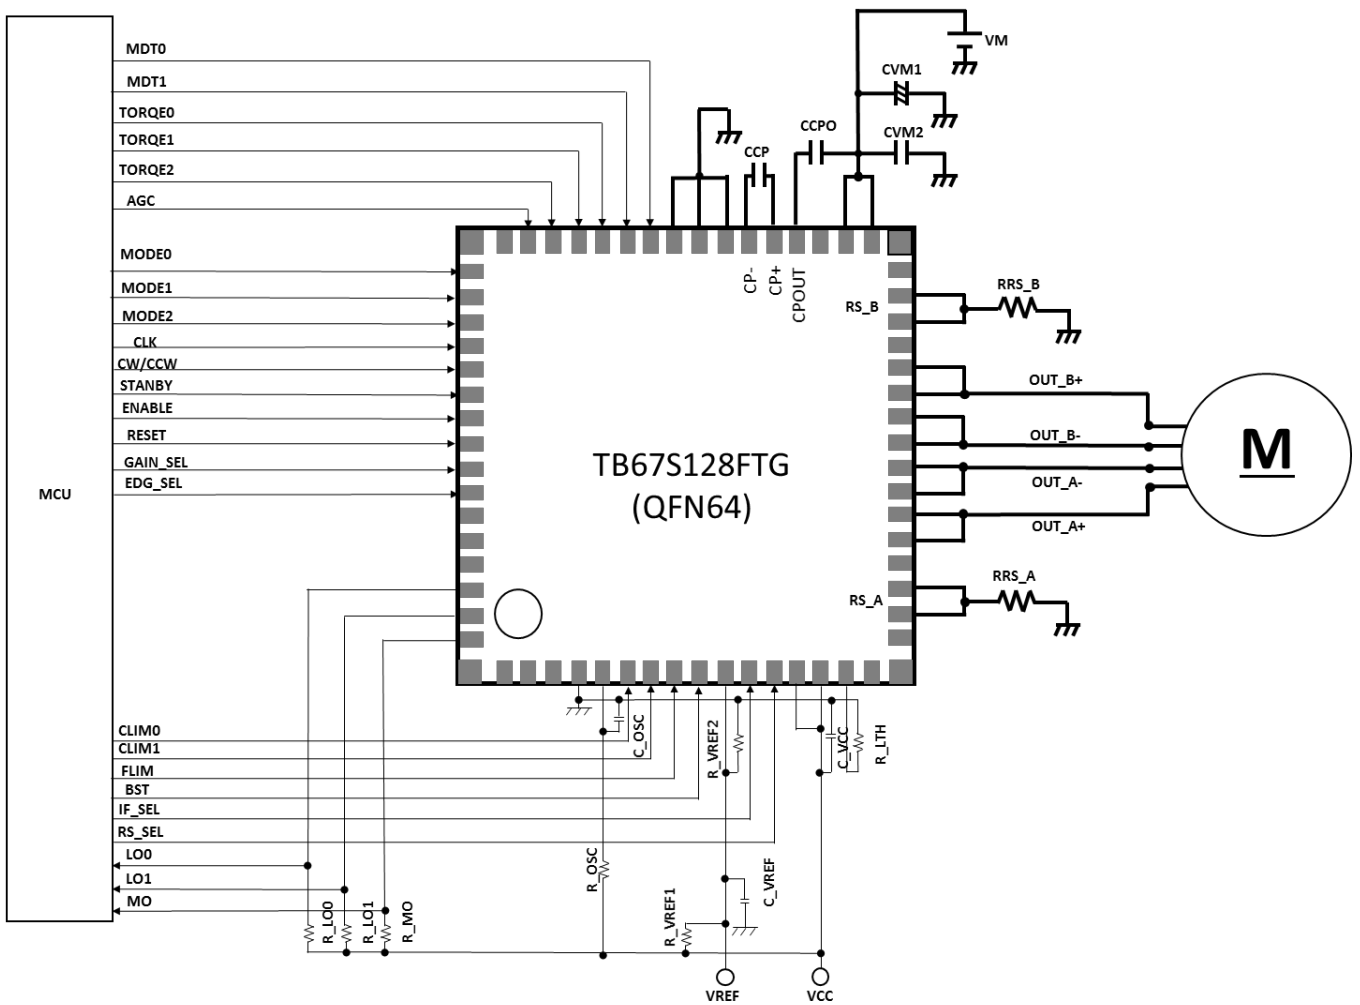 MDT0
MDT1
TORQE0
TORQE1
TORQE2
AGC
MODE0
MODE1
MODE2
CLK
CW/CCW
STANBY
ENABLE
RESET
GAIN_SEL
EDG_SEL
MCU
CLIM0
CLIM1
FLIM
BST
IF_SEL
RS_SEL
LO0
LO1
MO
VM
CVM1
CVM2
CCPO
CCP
CP-
CP+
CPOUT
RS_B
RRS_B
OUT_B+
OUT_B-
OUT_A-
OUT_A+
M
RS_A
RRS_A
TB67S128FTG
(QFN64)
C_OSC
R_VREF2
C_VCC
R_LTH
R_OSC
C_VREF
R_VREF1
R_LO0
R_LO1
R_MO
VREF
VCC